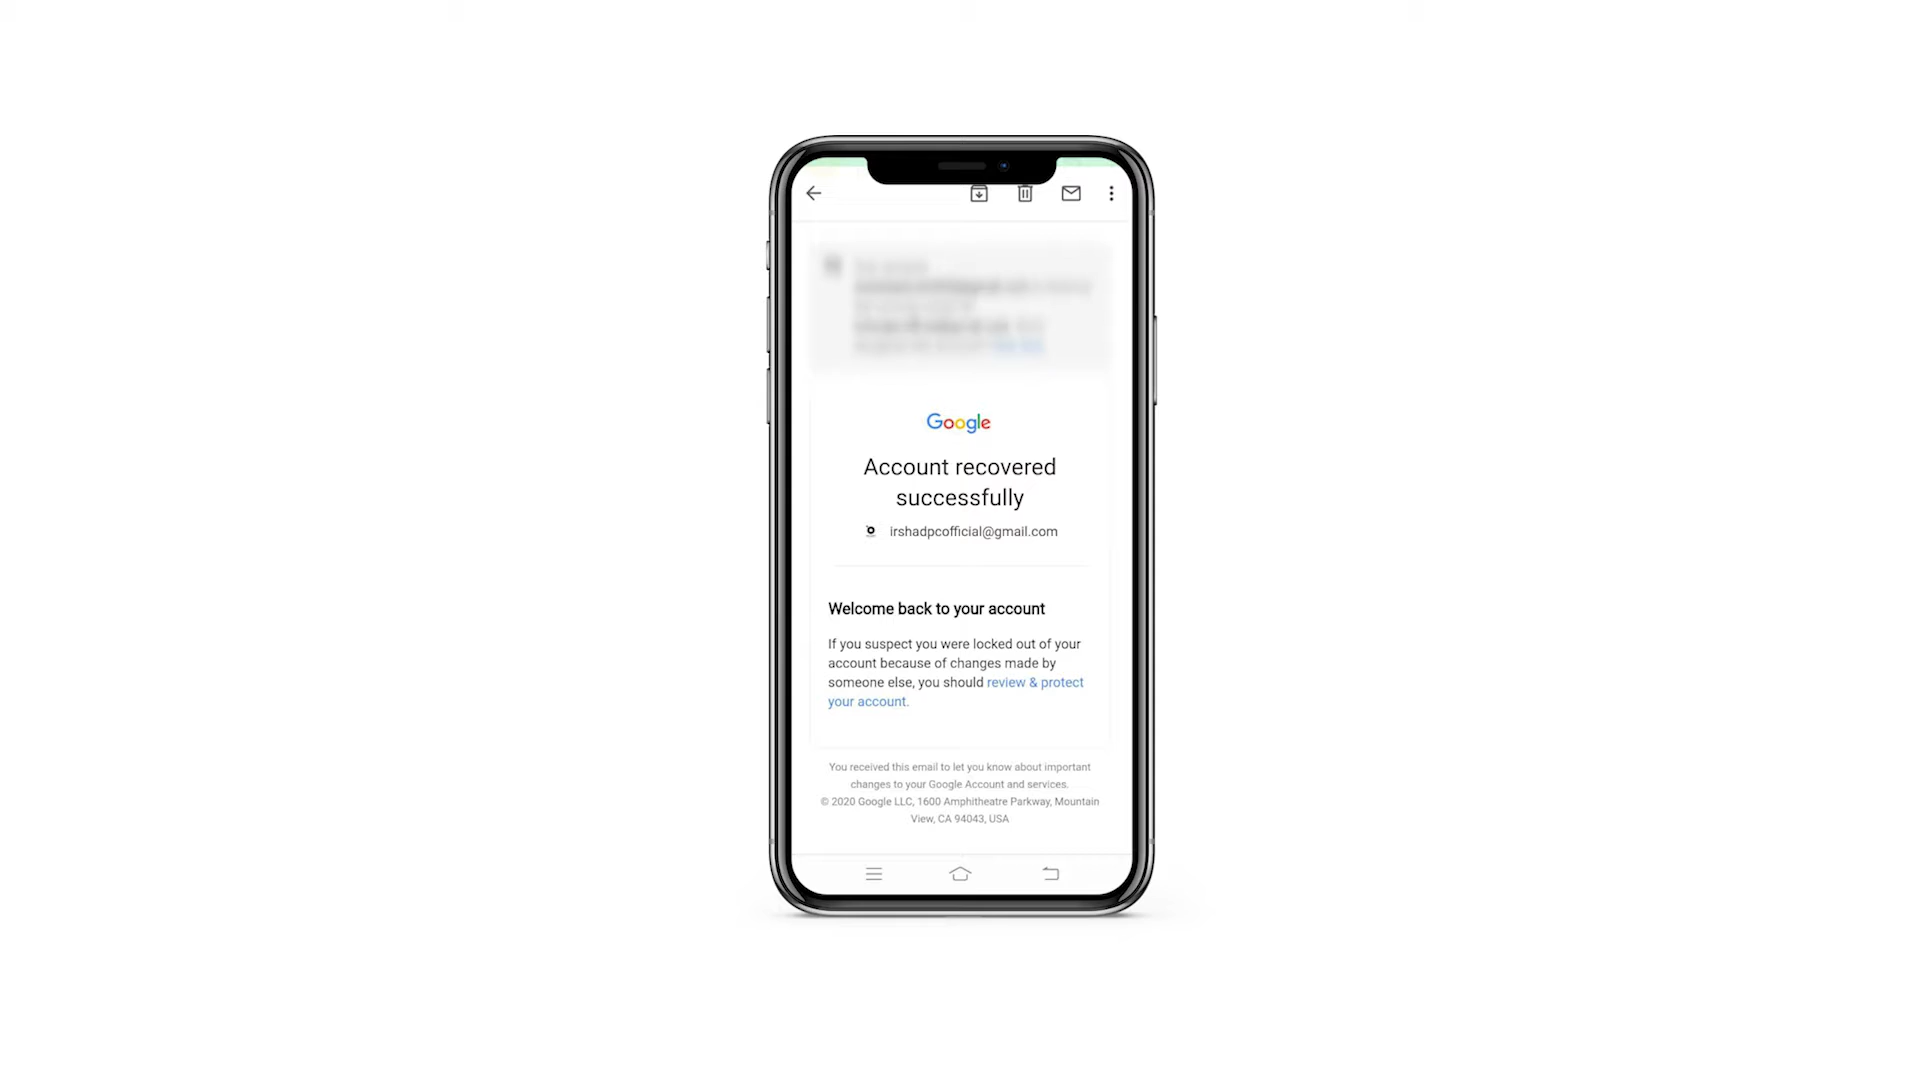 Google
Account recovered
successfully
irshadpcofficial@gmail.com
Welcome back to your account
If you suspect you were locked out of your
account because of changes made by
someone else, you should review & protect
your account.
You received this email to let you know about important
changes to your Google Account and services.
© 2020 Google LLC, 1600 Amphitheatre Parkway, Mountain
View, CA 94043, USA